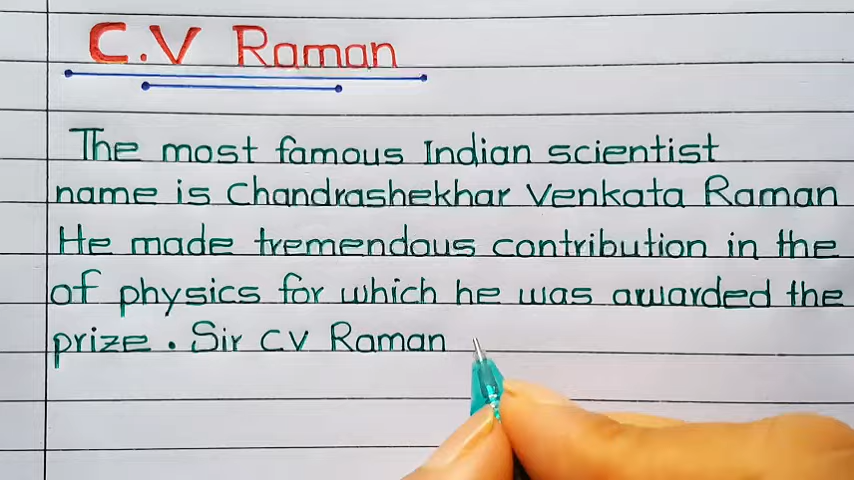 C.V Raman
The most famous Indian scientist
name is Chandrashekhar Venkata Raman
He made tremendous contribution in the
of physics for which he was awarded the
prize. Sir CV Raman